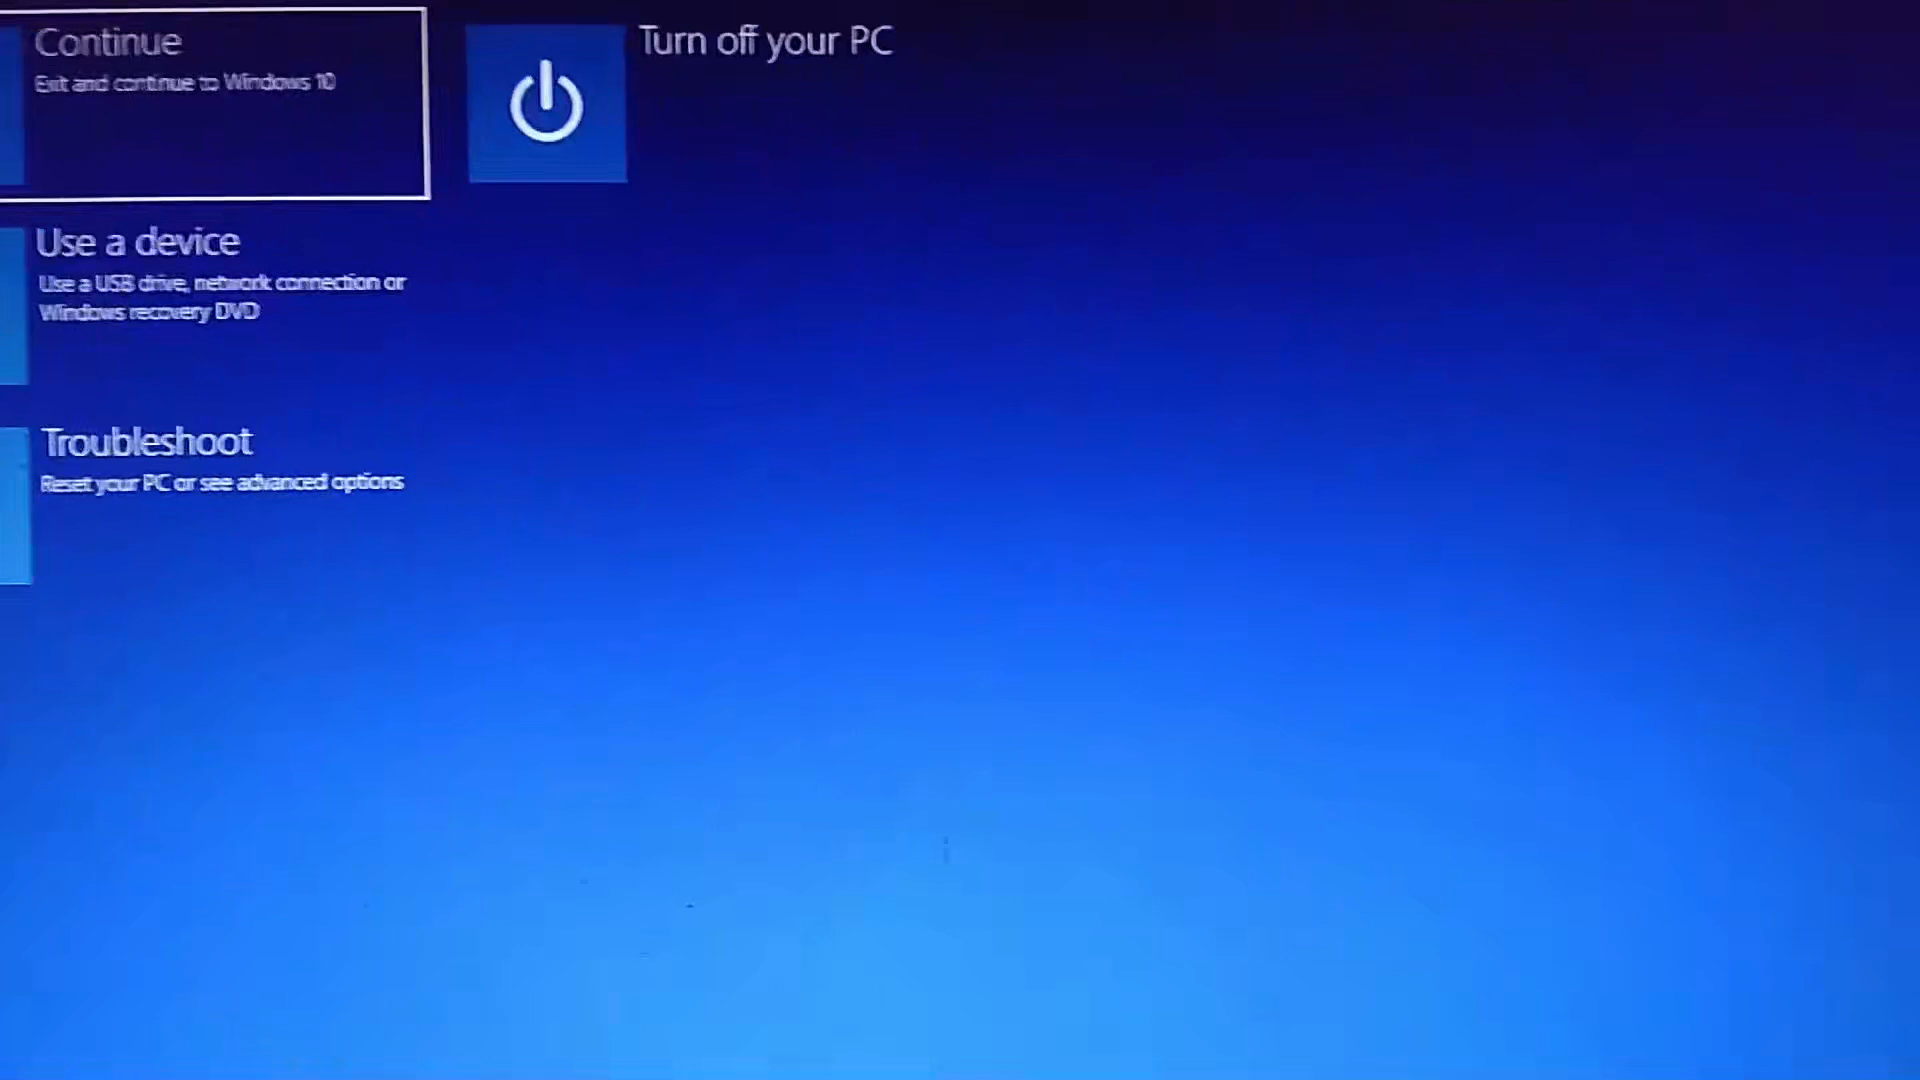 Continue
Exit and continue to Windows 10
Turn off your PC
Use a device
Use a USB drive, network connection or
Windows recovery DVD
Troubleshoot
Reset your PC or see advanced options